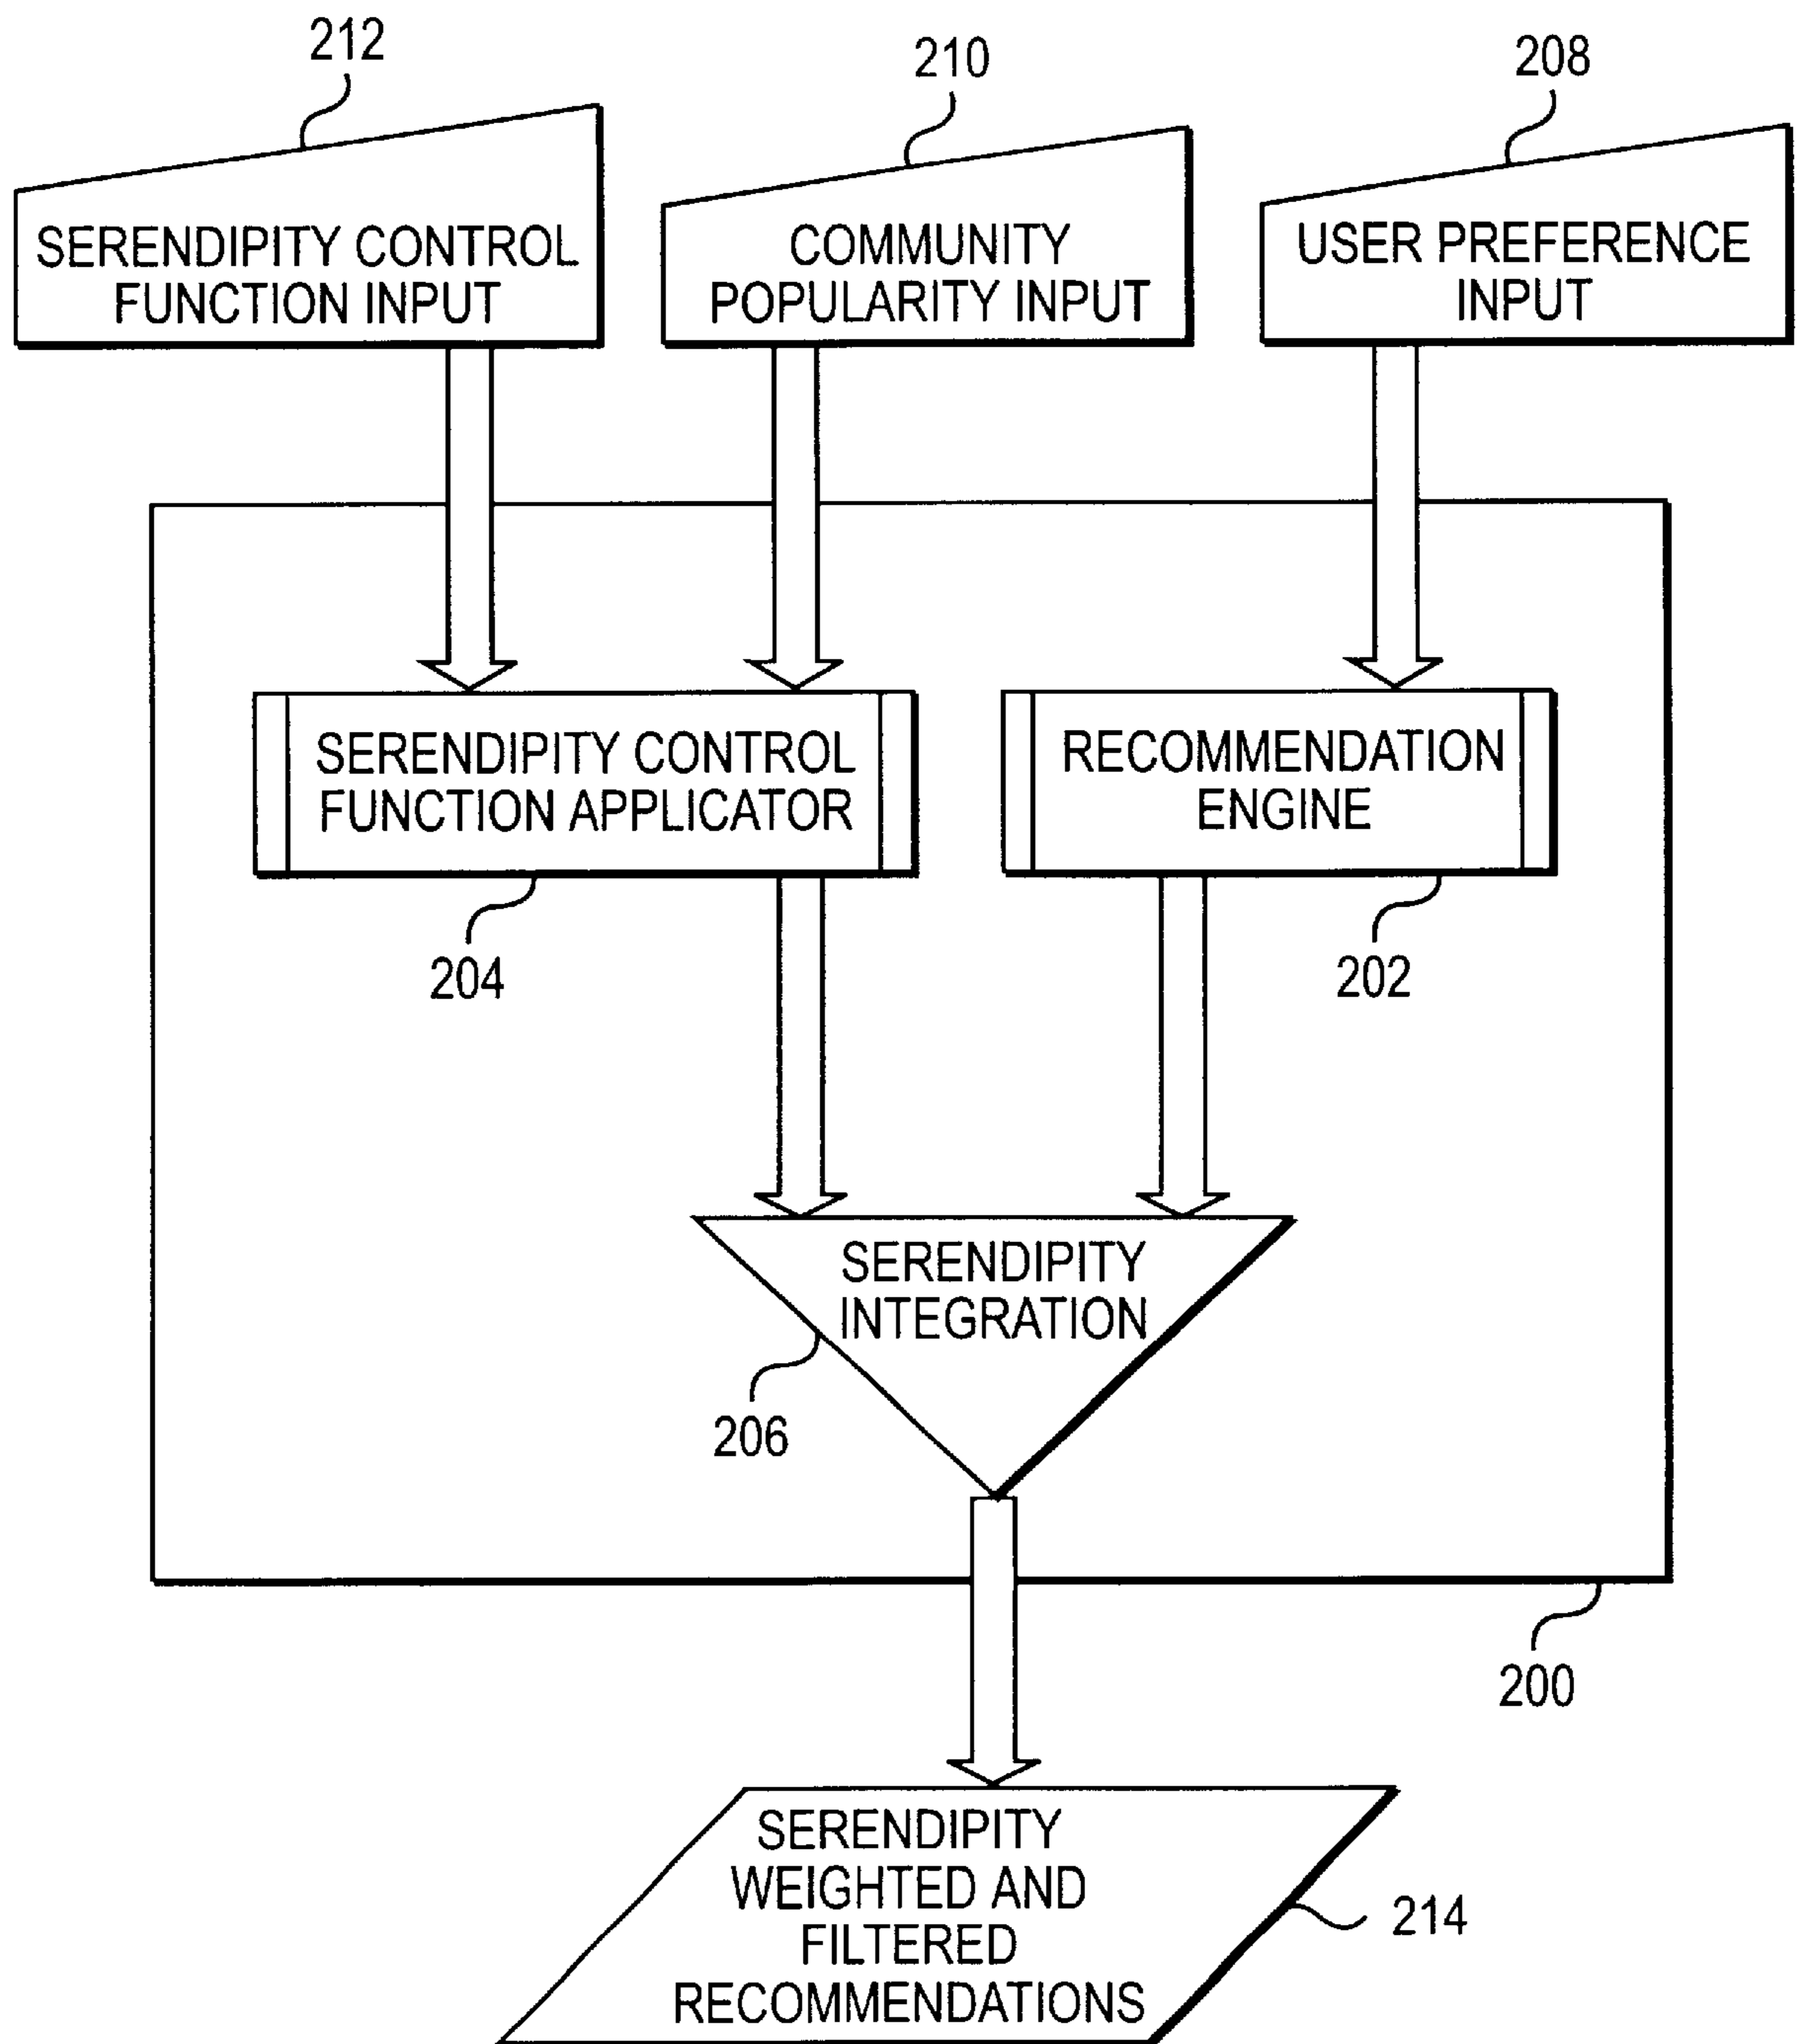 212
210
208
SERENDIPITY CONTROL
FUNCTION INPUT
COMMUNITY
POPULARITY INPUT
USER PREFERENCE
INPUT
SERENDIPITY CONTROL
FUNCTION APPLICATOR
RECOMMENDATION
ENGINE
204
202
SERENDIPITY
INTEGRATION
206
200
SERENDIPITY
WEIGHTED AND
FILTERED
RECOMMENDATIONS
214